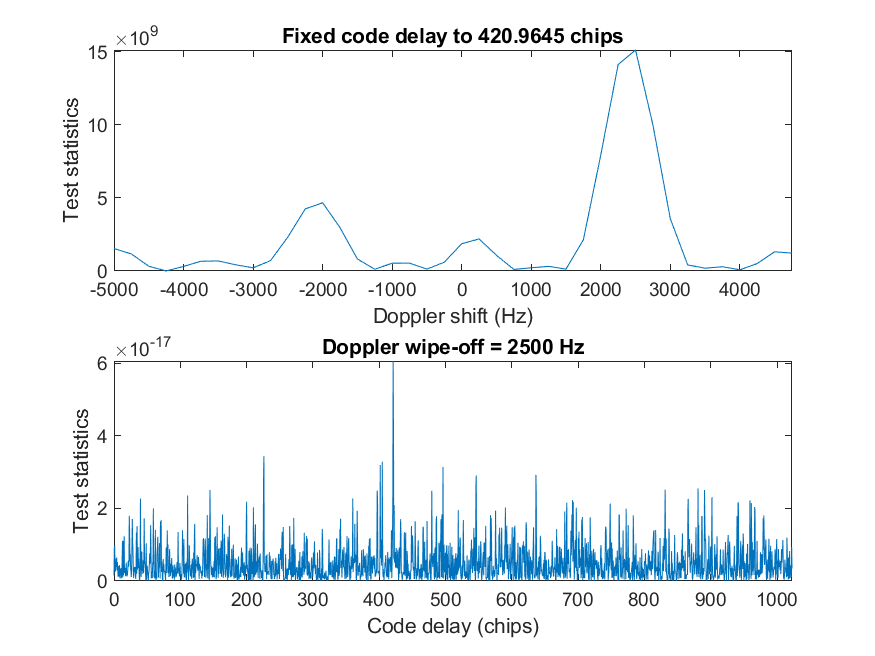 ×10^9
Fixed code delay to 420.9645 chips
15
10
5
0
Test statistics
-5000 -4000 -3000 -2000 -1000 0 1000 2000 3000 4000
Doppler shift (Hz)
×10^-17
Doppler wipe-off = 2500 Hz
6
4
2
0
Test statistics
0 100 200 300 400 500 600 700 800 900 1000
Code delay (chips)